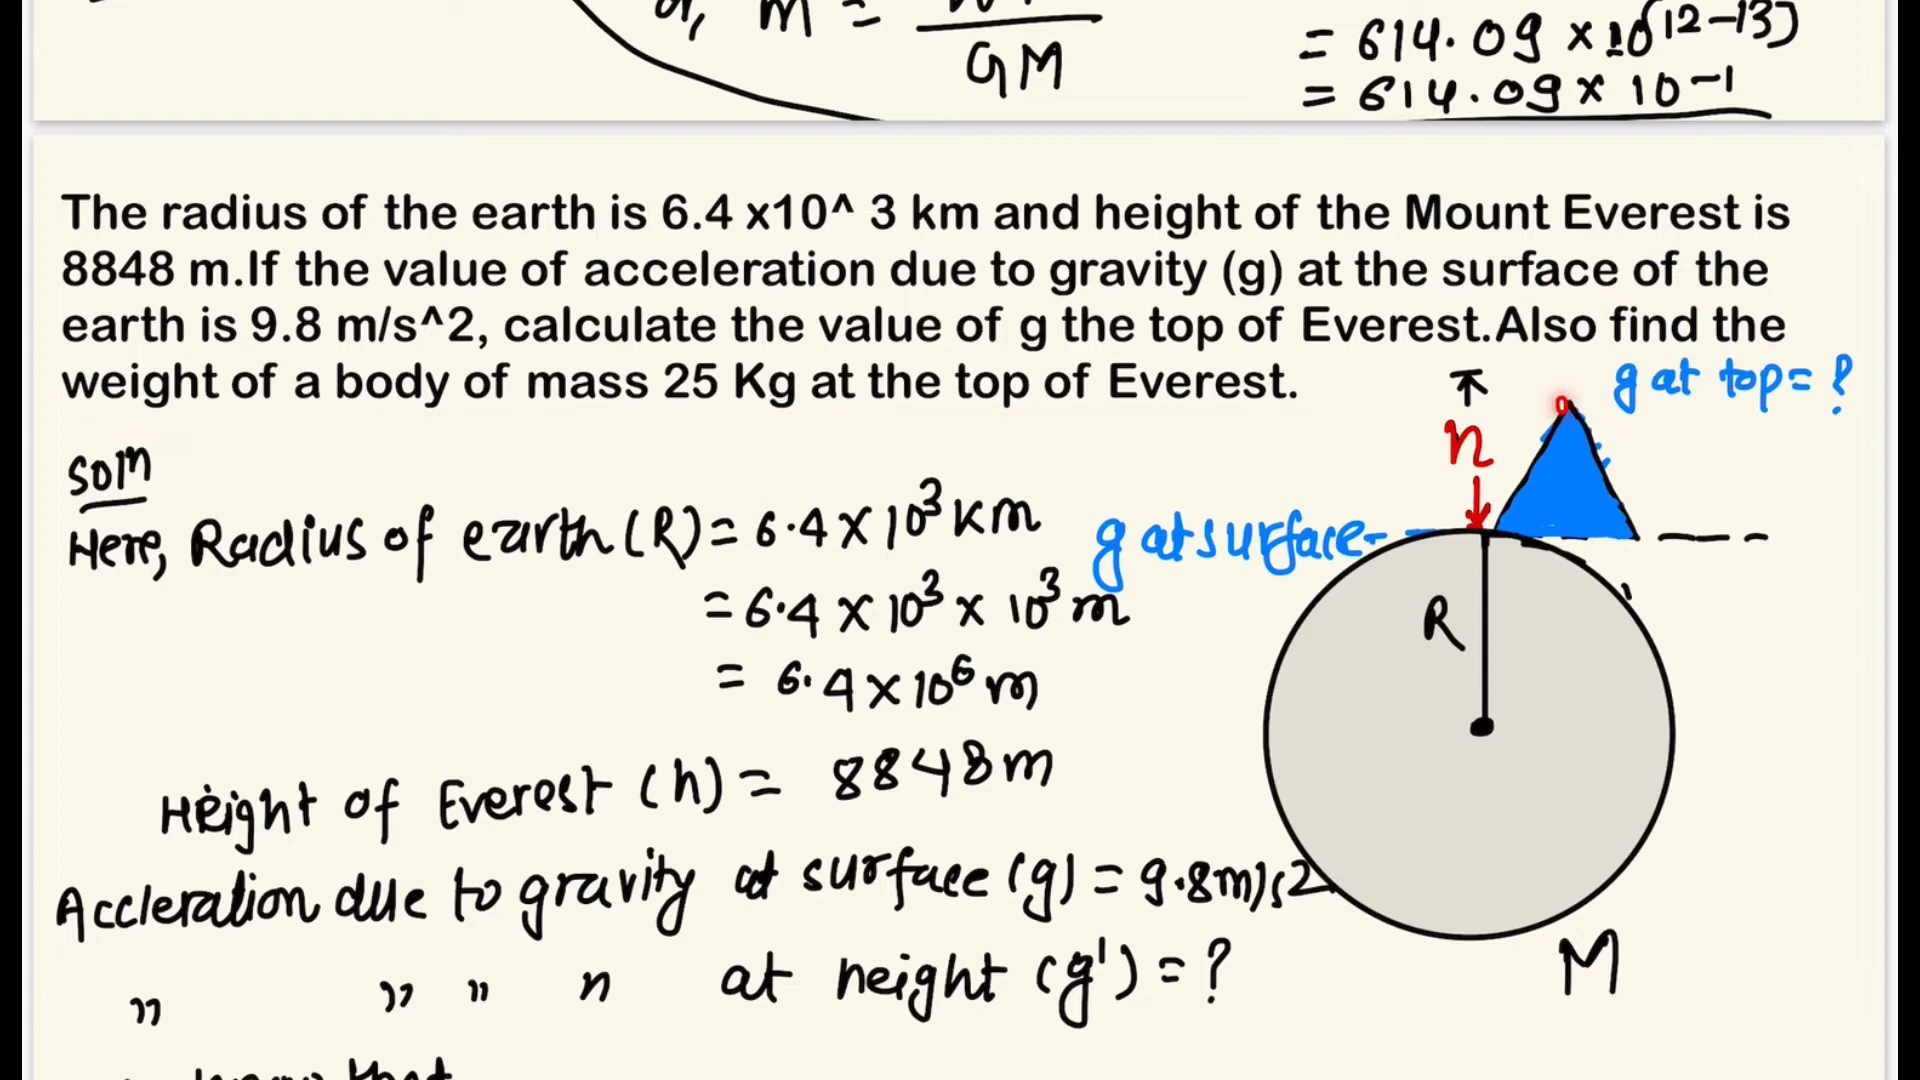 m =
GM
= 614.09 × 10(12-13)
= 614.09 × 10-1
The radius of the earth is 6.4 x10^ 3 km and height of the Mount Everest is
8848 m.If the value of acceleration due to gravity (g) at the surface of the
earth is 9.8 m/s^2, calculate the value of g the top of Everest.Also find the
weight of a body of mass 25 Kg at the top of Everest.
g at top = ?
h
Soln
Here, Radius of earth (R) = 6.4 × 10³ Km
g at surface
= 6.4 × 10³ × 10³ m
R
= 6.4 × 10⁶ m
Height of Everest (h) = 8848 m
Accleration due to gravity at surface (g) = 9.8 m/s2
M
" " " " at height (g') = ?